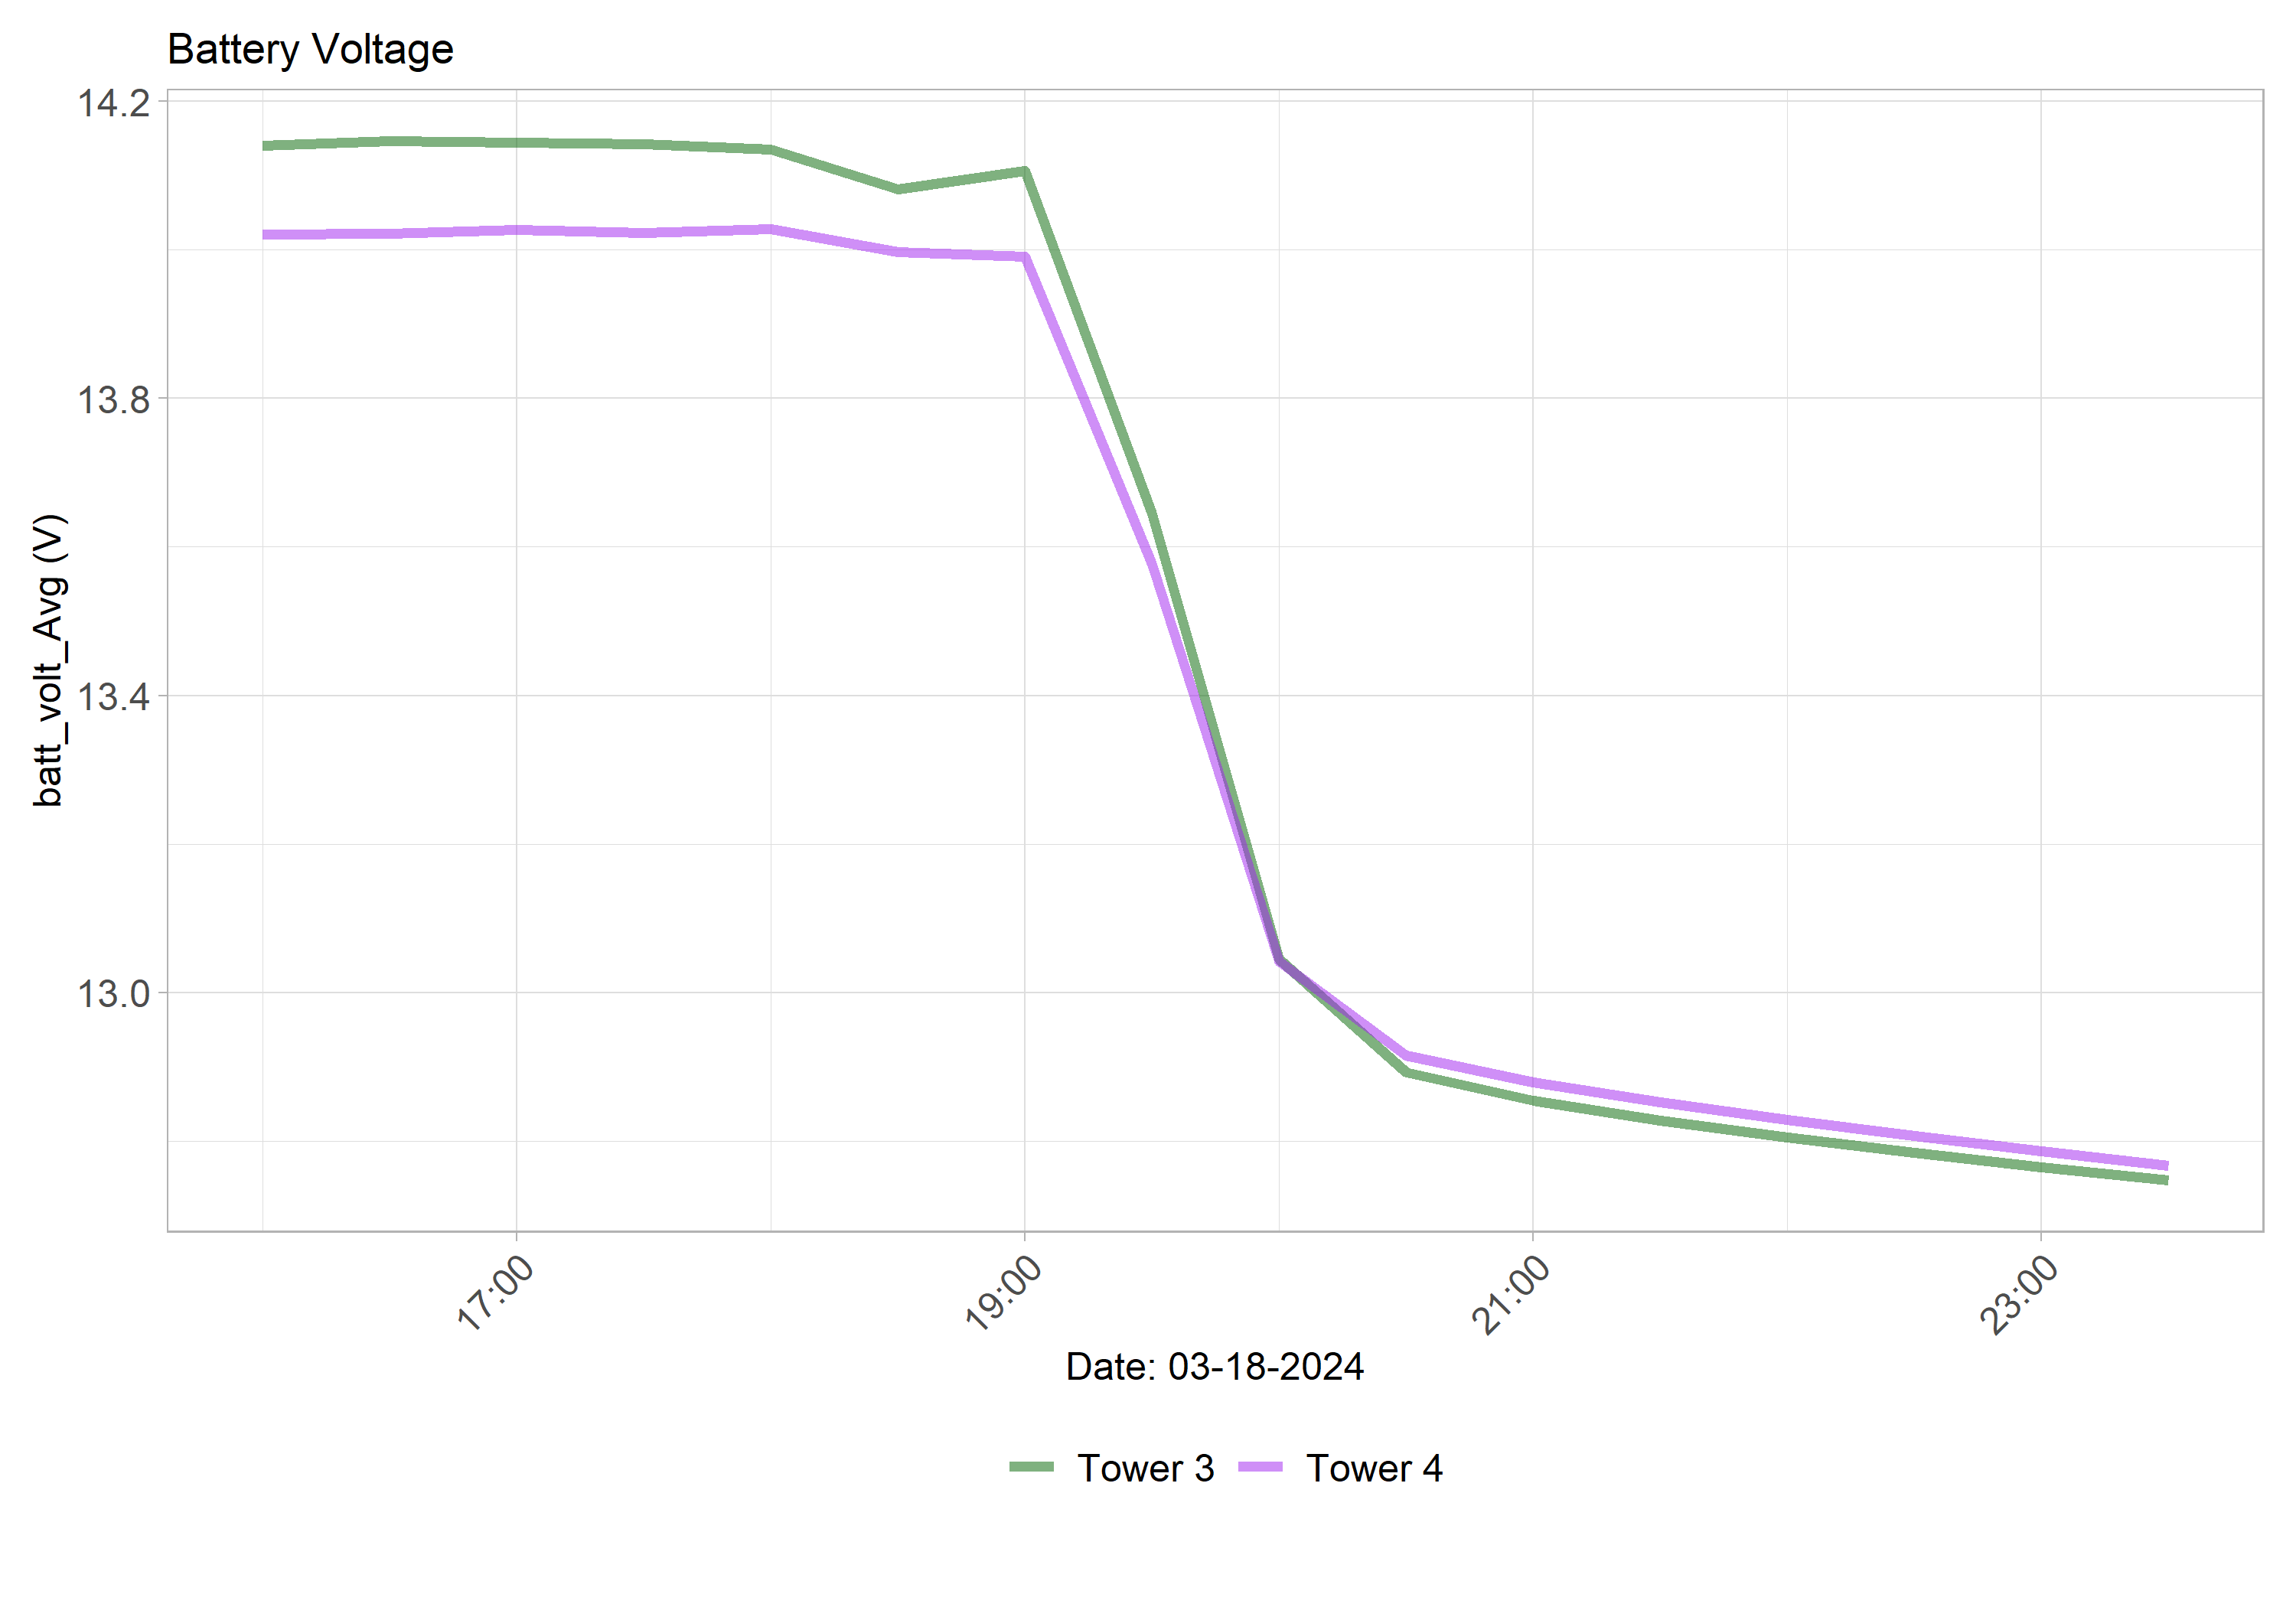 Battery Voltage
14.2
13.8
13.4
13.0
batt_volt_Avg (V)
17:00
19:00
21:00
23:00
Date: 03-18-2024
Tower 3
Tower 4